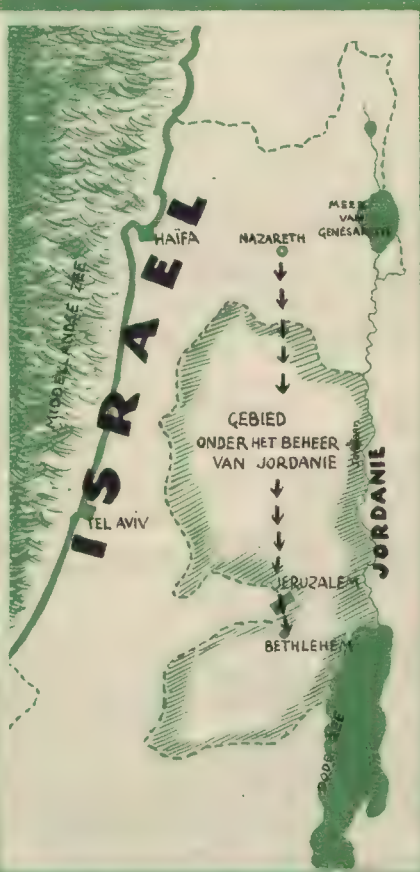 MIDDELLANDSE ZEE
ISRAEL
HAÏFA
NAZARETH
MEER
VAN
GENESARETH
GEBIED
ONDER HET BEHEER
VAN JORDANIE
JORDANIE
TEL AVIV
JERUZALEM
BETHLEHEM
DODE ZEE